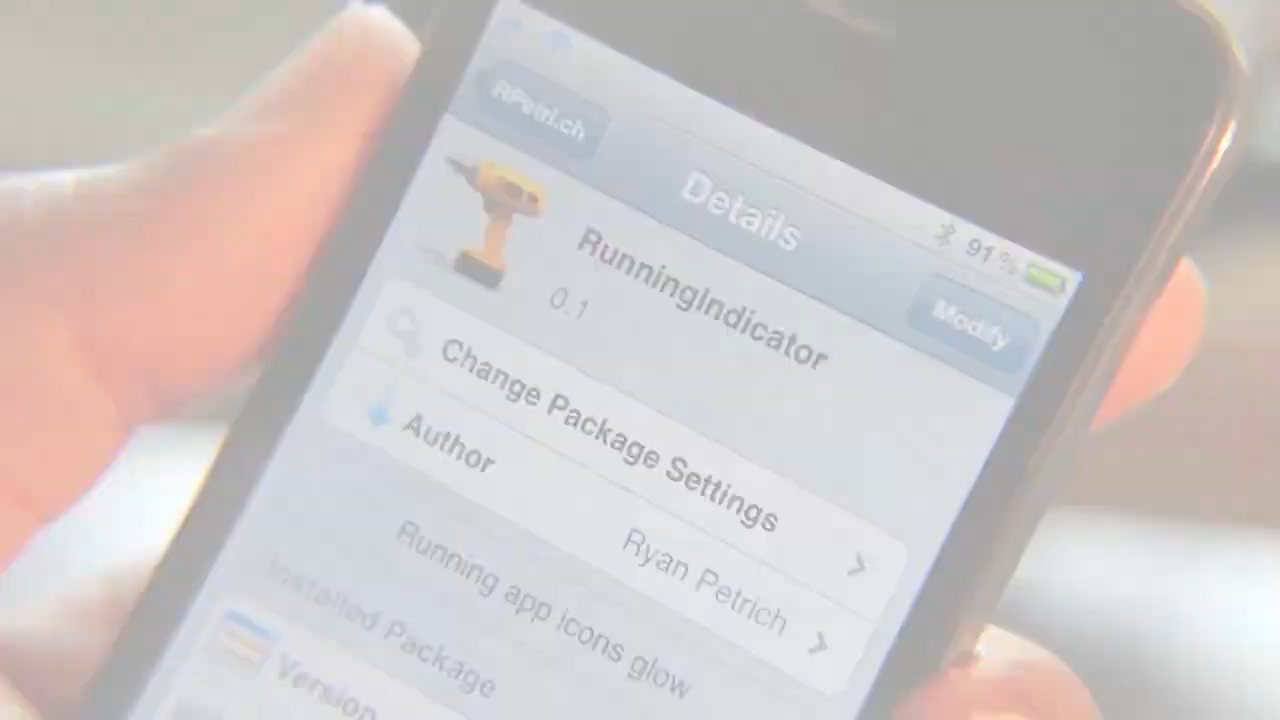 91%
RPetri.ch
Details
Modify
RunningIndicator
0.1
Change Package Settings
Author
Ryan Petrich
Running app icons glow
Installed Package
Version